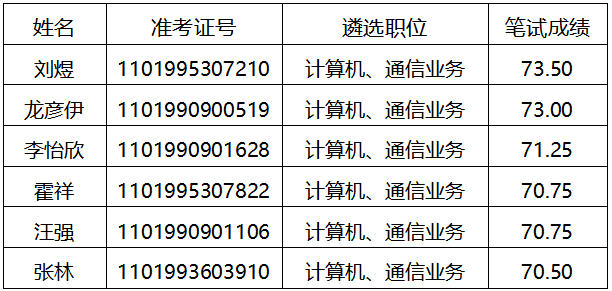 姓名 准考证号 遴选职位 笔试成绩
刘煜 1101995307210 计算机、通信业务 73.50
龙彦伊 1101990900519 计算机、通信业务 73.00
李怡欣 1101990901628 计算机、通信业务 71.25
霍祥 1101995307822 计算机、通信业务 70.75
汪强 1101990901106 计算机、通信业务 70.75
张林 1101993603910 计算机、通信业务 70.50